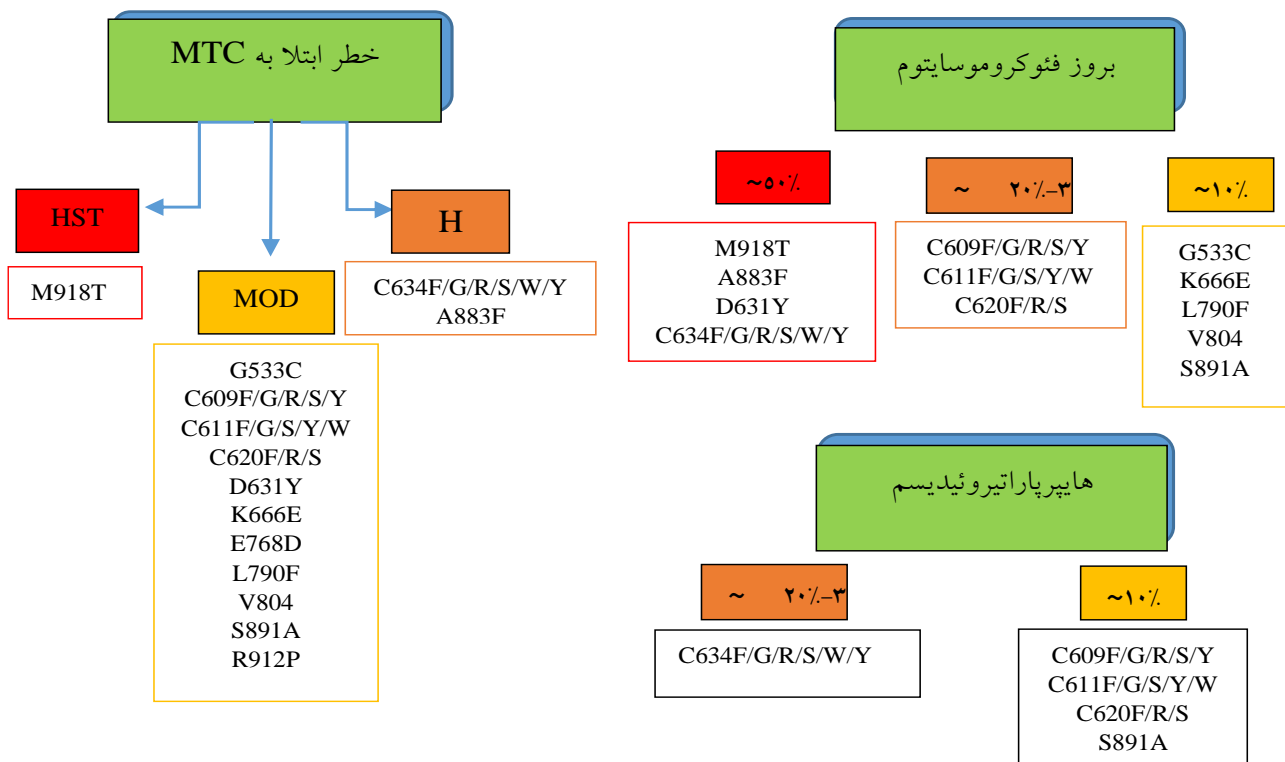 خطر ابتلا به MTC
HST
M918T
MOD
G533C
C609F/G/R/S/Y
C611F/G/S/Y/W
C620F/R/S
D631Y
K666E
E768D
L790F
V804
S891A
R912P
H
C634F/G/R/S/W/Y
A883F
بروز فئوکروموسایتوم
~۵۰٪
M918T
A883F
D631Y
C634F/G/R/S/W/Y
~ ۲۰٪-۳
C609F/G/R/S/Y
C611F/G/S/Y/W
C620F/R/S
~۱۰٪
G533C
K666E
L790F
V804
S891A
هایپرپاراتیروئیدیسم
~ ۲۰٪-۳
C634F/G/R/S/W/Y
~۱۰٪
C609F/G/R/S/Y
C611F/G/S/Y/W
C620F/R/S
S891A